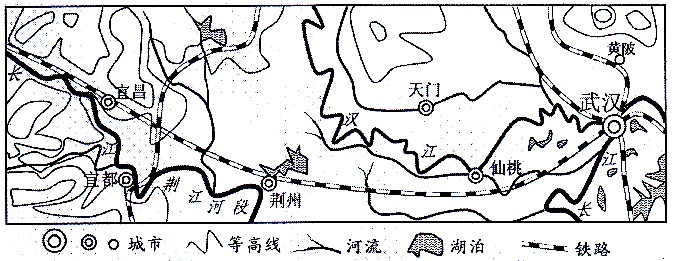 黄陂
长
宜昌
天门
武汉
汉
江
江
仙桃
江
宜都
荆
江
河
段
荆州
长
城市
等高线
河流
湖泊
铁路